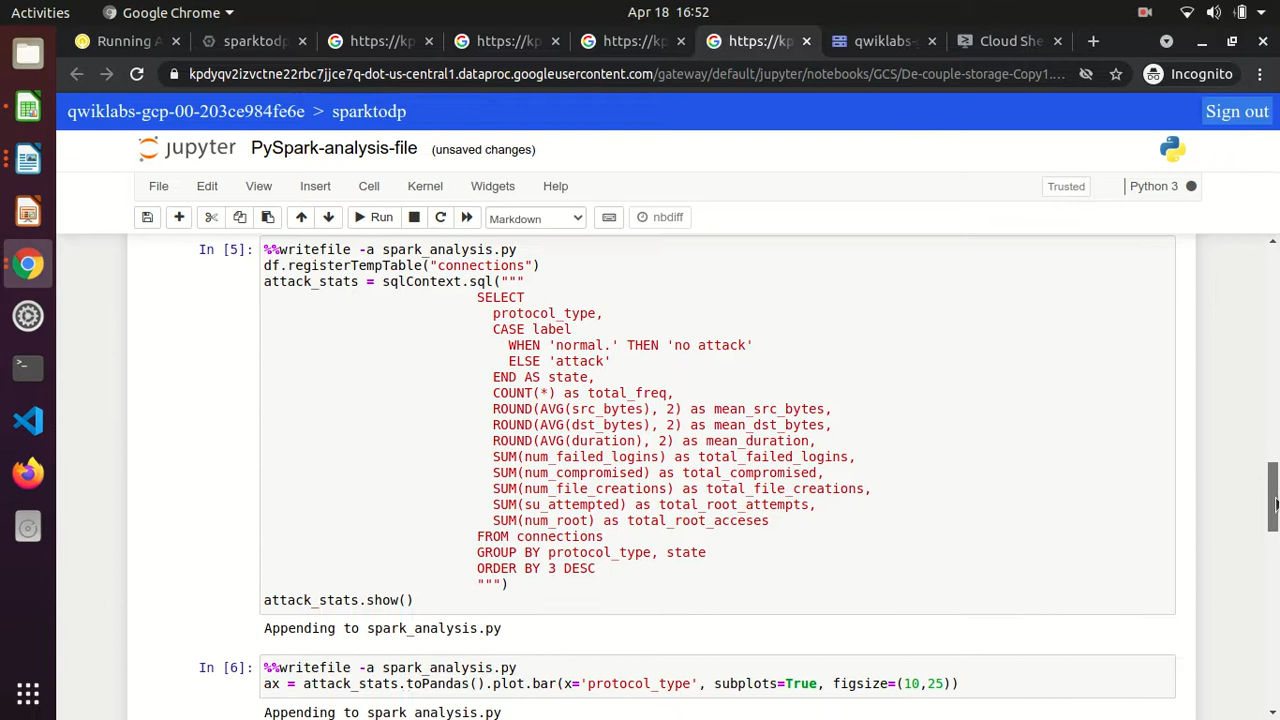 Activities
Google Chrome
Apr 18 16:52
Running A
sparktodp
https://kp
https://kp
https://kp
https://kp
qwiklabs-
Cloud She
kpdyqv2izvctne22rbc7jjce7q-dot-us-central1.dataproc.googleusercontent.com/gateway/default/jupyter/notebooks/GCS/De-couple-storage-Copy1....
Incognito
qwiklabs-gcp-00-203ce984fe6e > sparktodp
Sign out
jupyter
PySpark-analysis-file
(unsaved changes)
File
Edit
View
Insert
Cell
Kernel
Widgets
Help
Trusted
Python 3
Run
Markdown
nbdiff
In [5]:
%%writefile -a spark_analysis.py
df.registerTempTable("connections")
attack_stats = sqlContext.sql("""
SELECT
protocol_type,
CASE label
WHEN 'normal.' THEN 'no attack'
ELSE 'attack'
END AS state,
COUNT(*) as total_freq,
ROUND(AVG(src_bytes), 2) as mean_src_bytes,
ROUND(AVG(dst_bytes), 2) as mean_dst_bytes,
ROUND(AVG(duration), 2) as mean_duration,
SUM(num_failed_logins) as total_failed_logins,
SUM(num_compromised) as total_compromised,
SUM(num_file_creations) as total_file_creations,
SUM(su_attempted) as total_root_attempts,
SUM(num_root) as total_root_acceses
FROM connections
GROUP BY protocol_type, state
ORDER BY 3 DESC
""")
attack_stats.show()
Appending to spark_analysis.py
In [6]:
%%writefile -a spark_analysis.py
ax = attack_stats.toPandas().plot.bar(x='protocol_type', subplots=True, figsize=(10,25))
Appending to spark_analysis.py